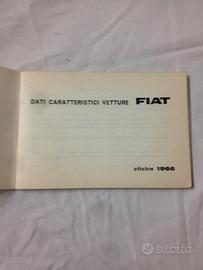 DATI CARATTERISTICI VETTURE FIAT
ottobre 1966
subito